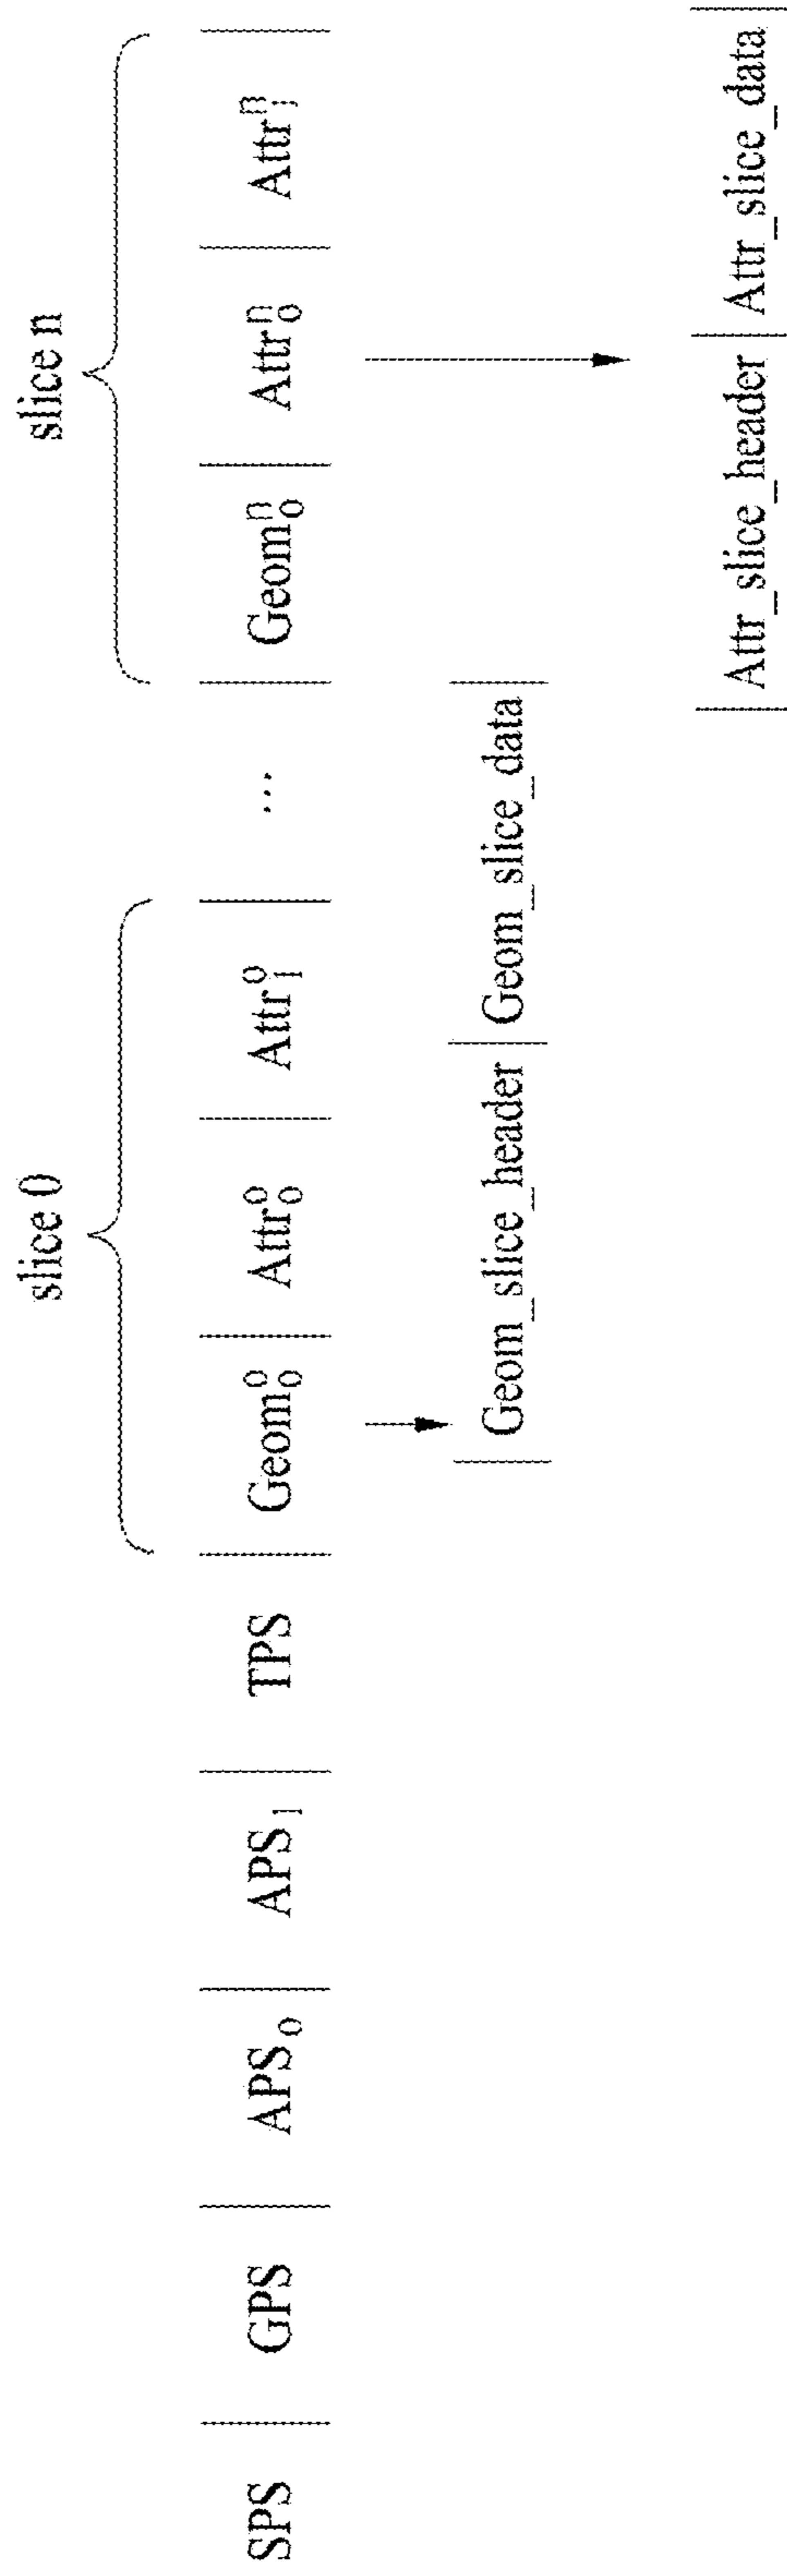 slice 0 slice n
SPS | GPS | APS₀ | APS₁ | TPS | Geom₀⁰ | Attr₀⁰ | Attr₁⁰ | ... | Geom₀ⁿ | Attr₀ⁿ | Attr₁ⁿ |
| Geom_slice_header | Geom_slice_data |
| Attr_slice_header | Attr_slice_data |